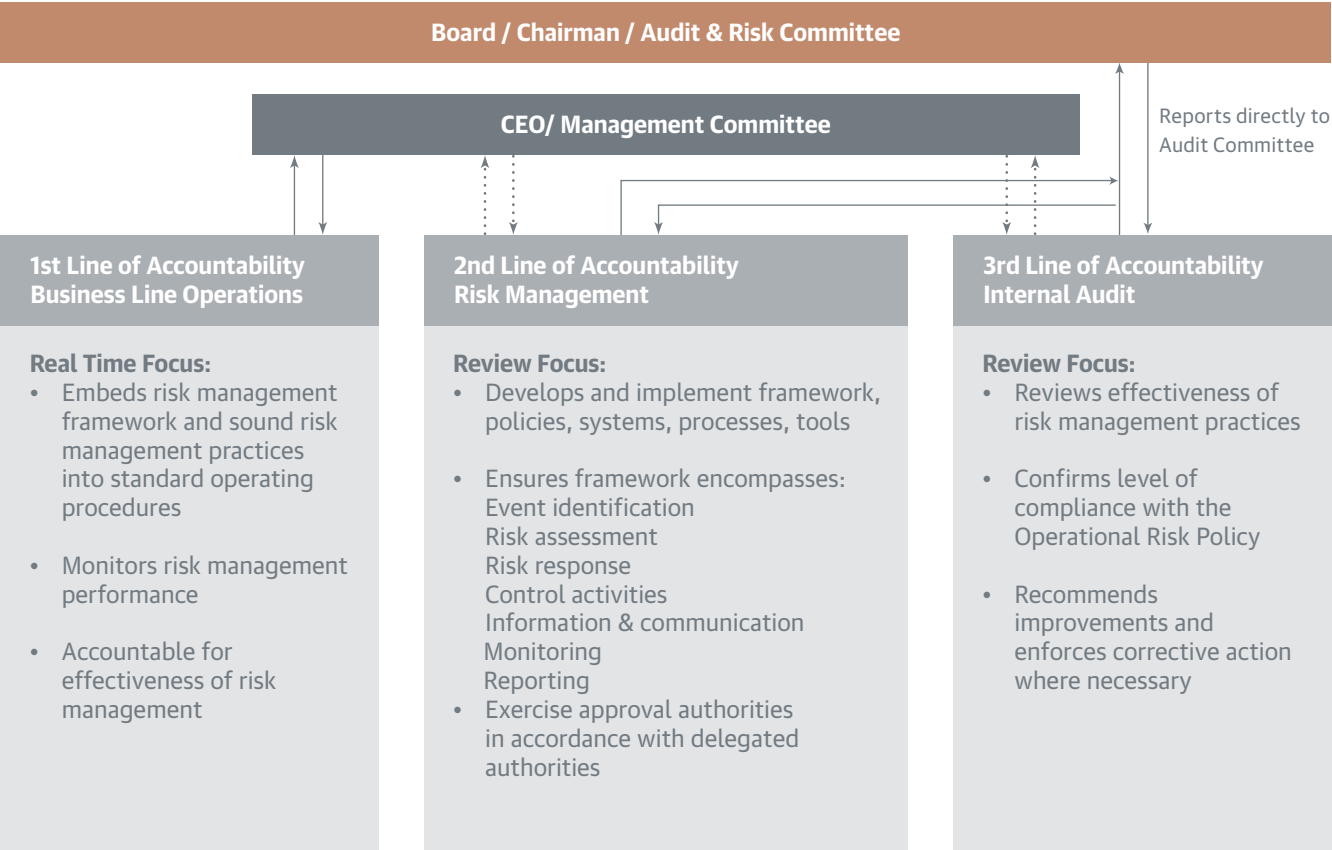 Board / Chairman / Audit & Risk Committee
CEO/ Management Committee
Reports directly to
Audit Committee
1st Line of Accountability
Business Line Operations
Real Time Focus:
• Embeds risk management
framework and sound risk
management practices
into standard operating
procedures
• Monitors risk management
performance
• Accountable for
effectiveness of risk
management
2nd Line of Accountability
Risk Management
Review Focus:
• Develops and implement framework,
policies, systems, processes, tools
• Ensures framework encompasses:
Event identification
Risk assessment
Risk response
Control activities
Information & communication
Monitoring
Reporting
• Exercise approval authorities
in accordance with delegated
authorities
3rd Line of Accountability
Internal Audit
Review Focus:
• Reviews effectiveness of
risk management practices
• Confirms level of
compliance with the
Operational Risk Policy
• Recommends
improvements and
enforces corrective action
where necessary